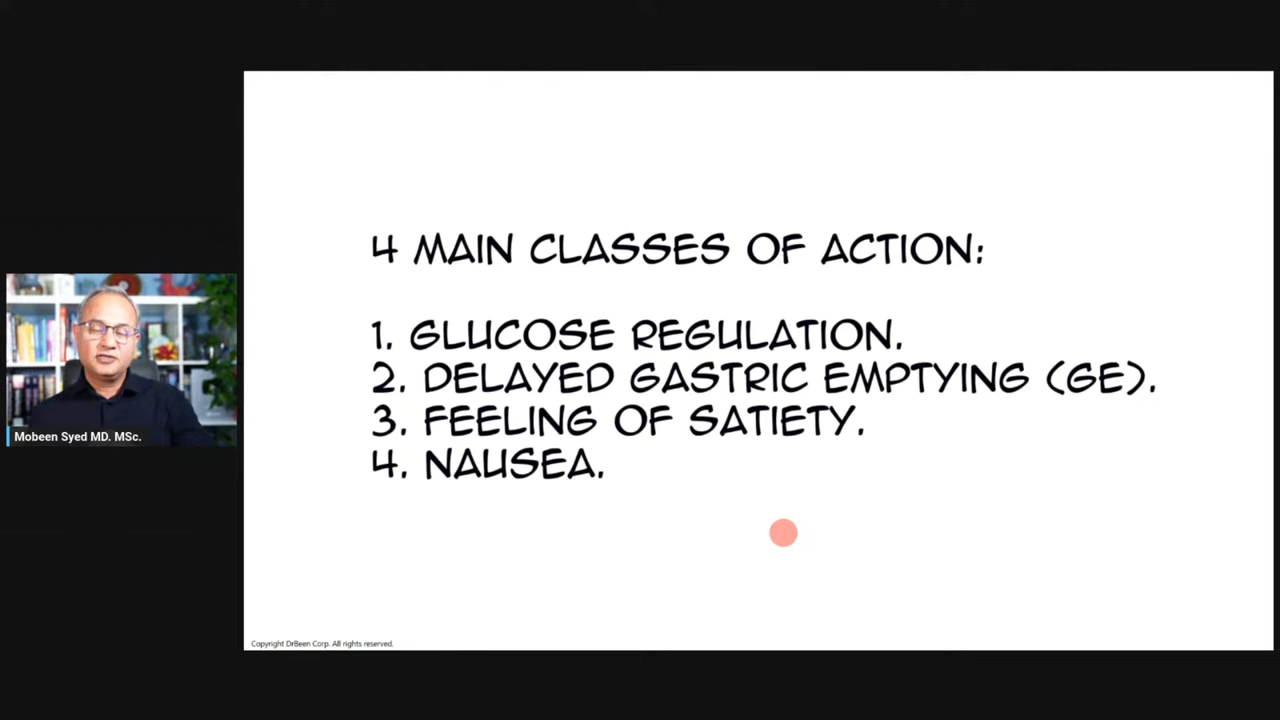 4 MAIN CLASSES OF ACTION:
1. GLUCOSE REGULATION.
2. DELAYED GASTRIC EMPTYING (GE).
3. FEELING OF SATIETY.
4. NAUSEA.
Mobeen Syed MD. MSc.
Copyright DrBeen Corp. All rights reserved.